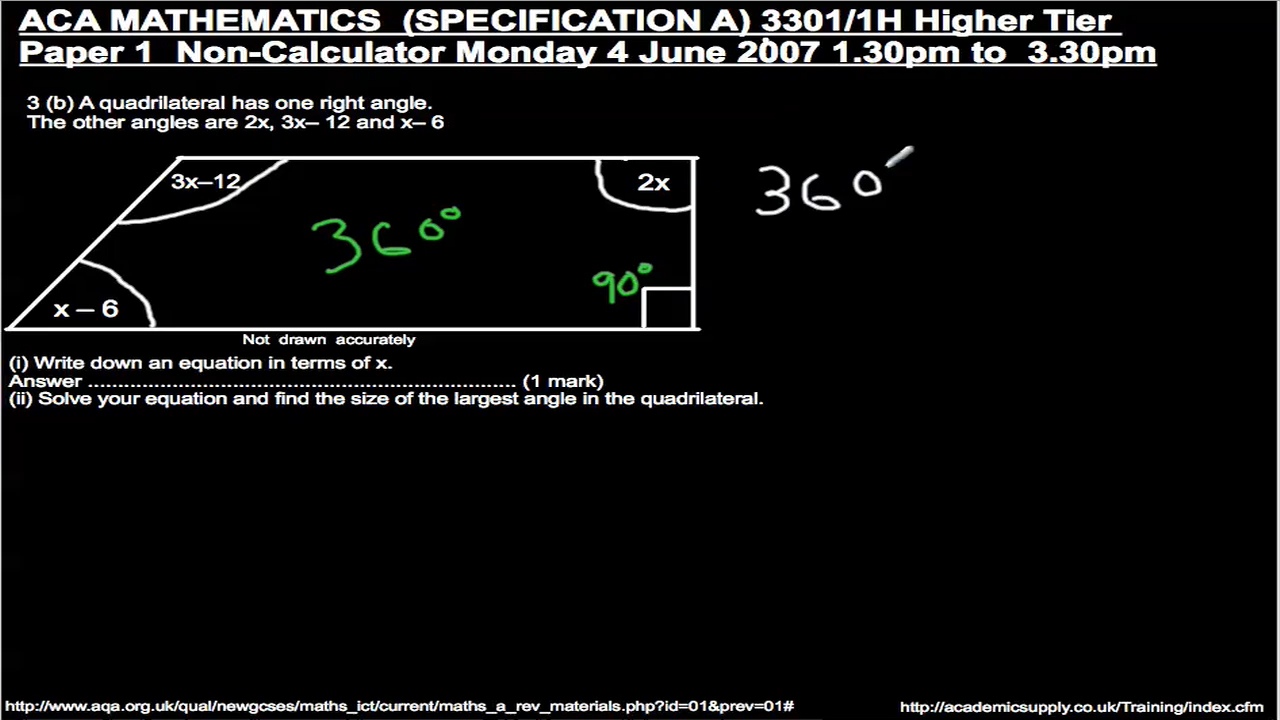 ACA MATHEMATICS (SPECIFICATION A) 3301/1H Higher Tier
Paper 1 Non-Calculator Monday 4 June 2007 1.30pm to 3.30pm
3 (b) A quadrilateral has one right angle.
The other angles are 2x, 3x– 12 and x– 6
3x–12
2x
360°
360
90°
x – 6
Not drawn accurately
(i) Write down an equation in terms of x.
Answer ........................................................................ (1 mark)
(ii) Solve your equation and find the size of the largest angle in the quadrilateral.
http://www.aqa.org.uk/qual/newgcses/maths_ict/current/maths_a_rev_materials.php?id=01&prev=01#
http://academicsupply.co.uk/Training/index.cfm